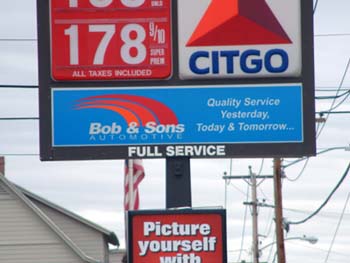 178 9/10
SUPER
PREM
ALL TAXES INCLUDED
CITGO
Bob & Sons
AUTOMOTIVE
Quality Service
Yesterday,
Today & Tomorrow...
FULL SERVICE
Picture
yourself
with